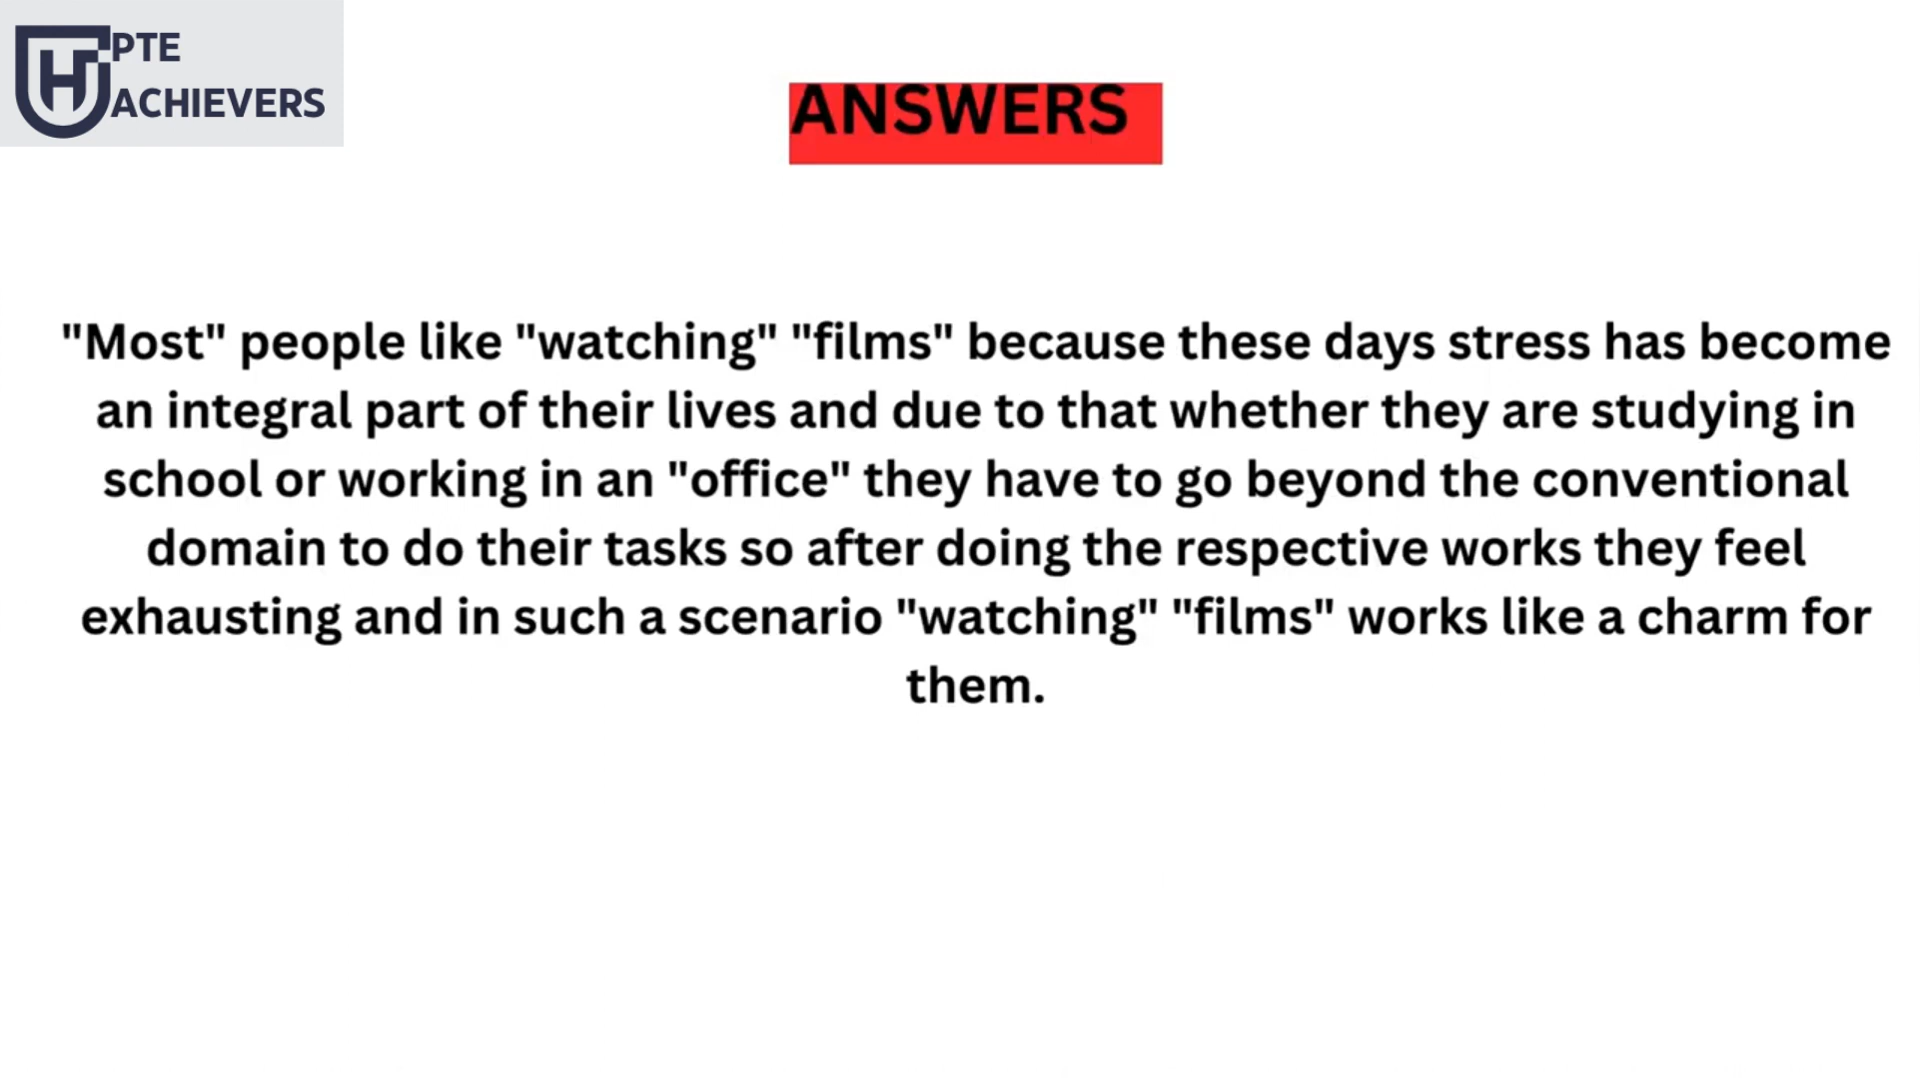 PTE
ACHIEVERS
ANSWERS
"Most" people like "watching" "films" because these days stress has become
an integral part of their lives and due to that whether they are studying in
school or working in an "office" they have to go beyond the conventional
domain to do their tasks so after doing the respective works they feel
exhausting and in such a scenario "watching" "films" works like a charm for
them.